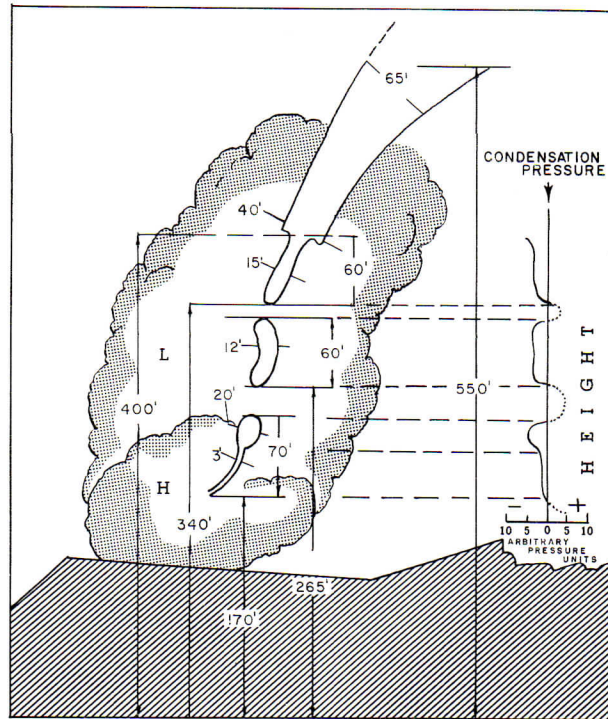 65'
CONDENSATION
PRESSURE
40'
15'
60'
L
12'
60'
HEIGHT
550'
400'
20'
70'
3'
H
340'
- +
10 5 0 5 10
ARBITRARY
PRESSURE
UNITS
265'
170'